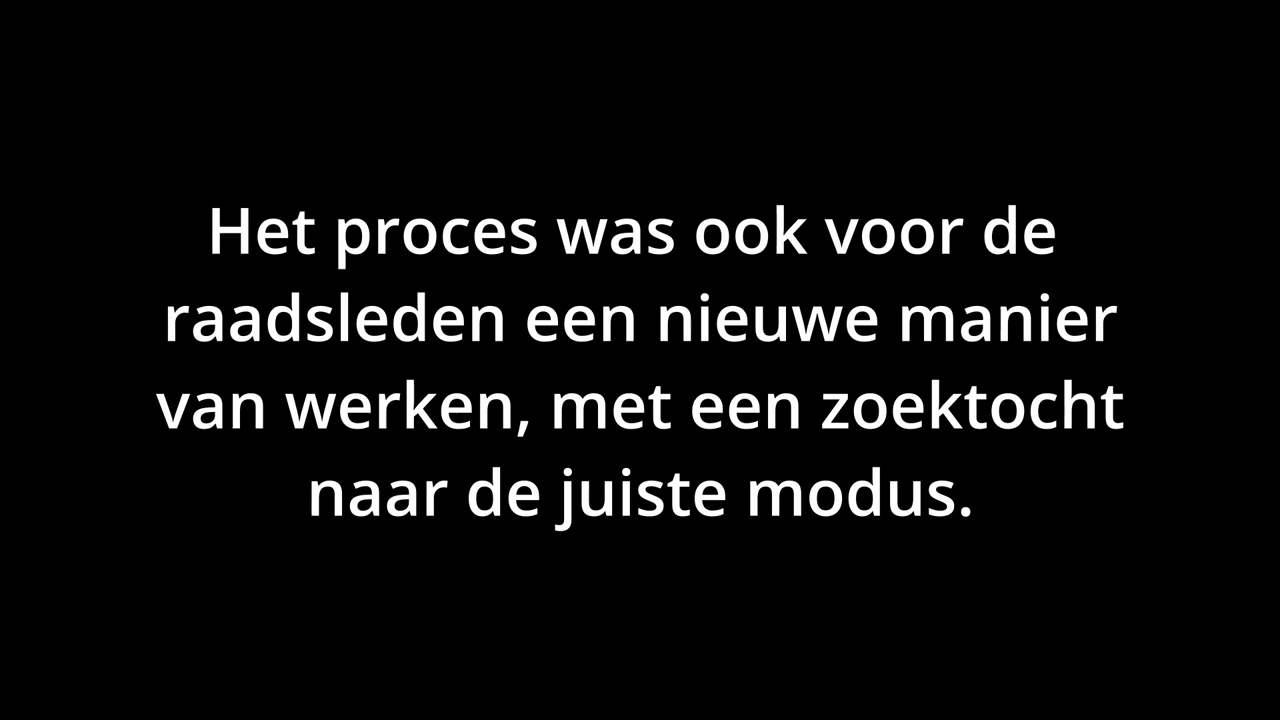 Het proces was ook voor de
raadsleden een nieuwe manier
van werken, met een zoektocht
naar de juiste modus.